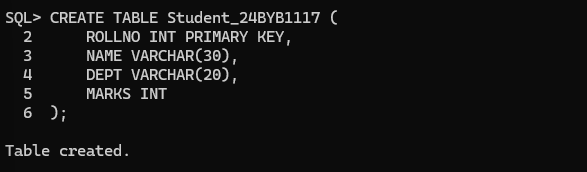 SQL> CREATE TABLE Student_24BYB1117 (
  2      ROLLNO INT PRIMARY KEY,
  3      NAME VARCHAR(30),
  4      DEPT VARCHAR(20),
  5      MARKS INT
  6  );
Table created.